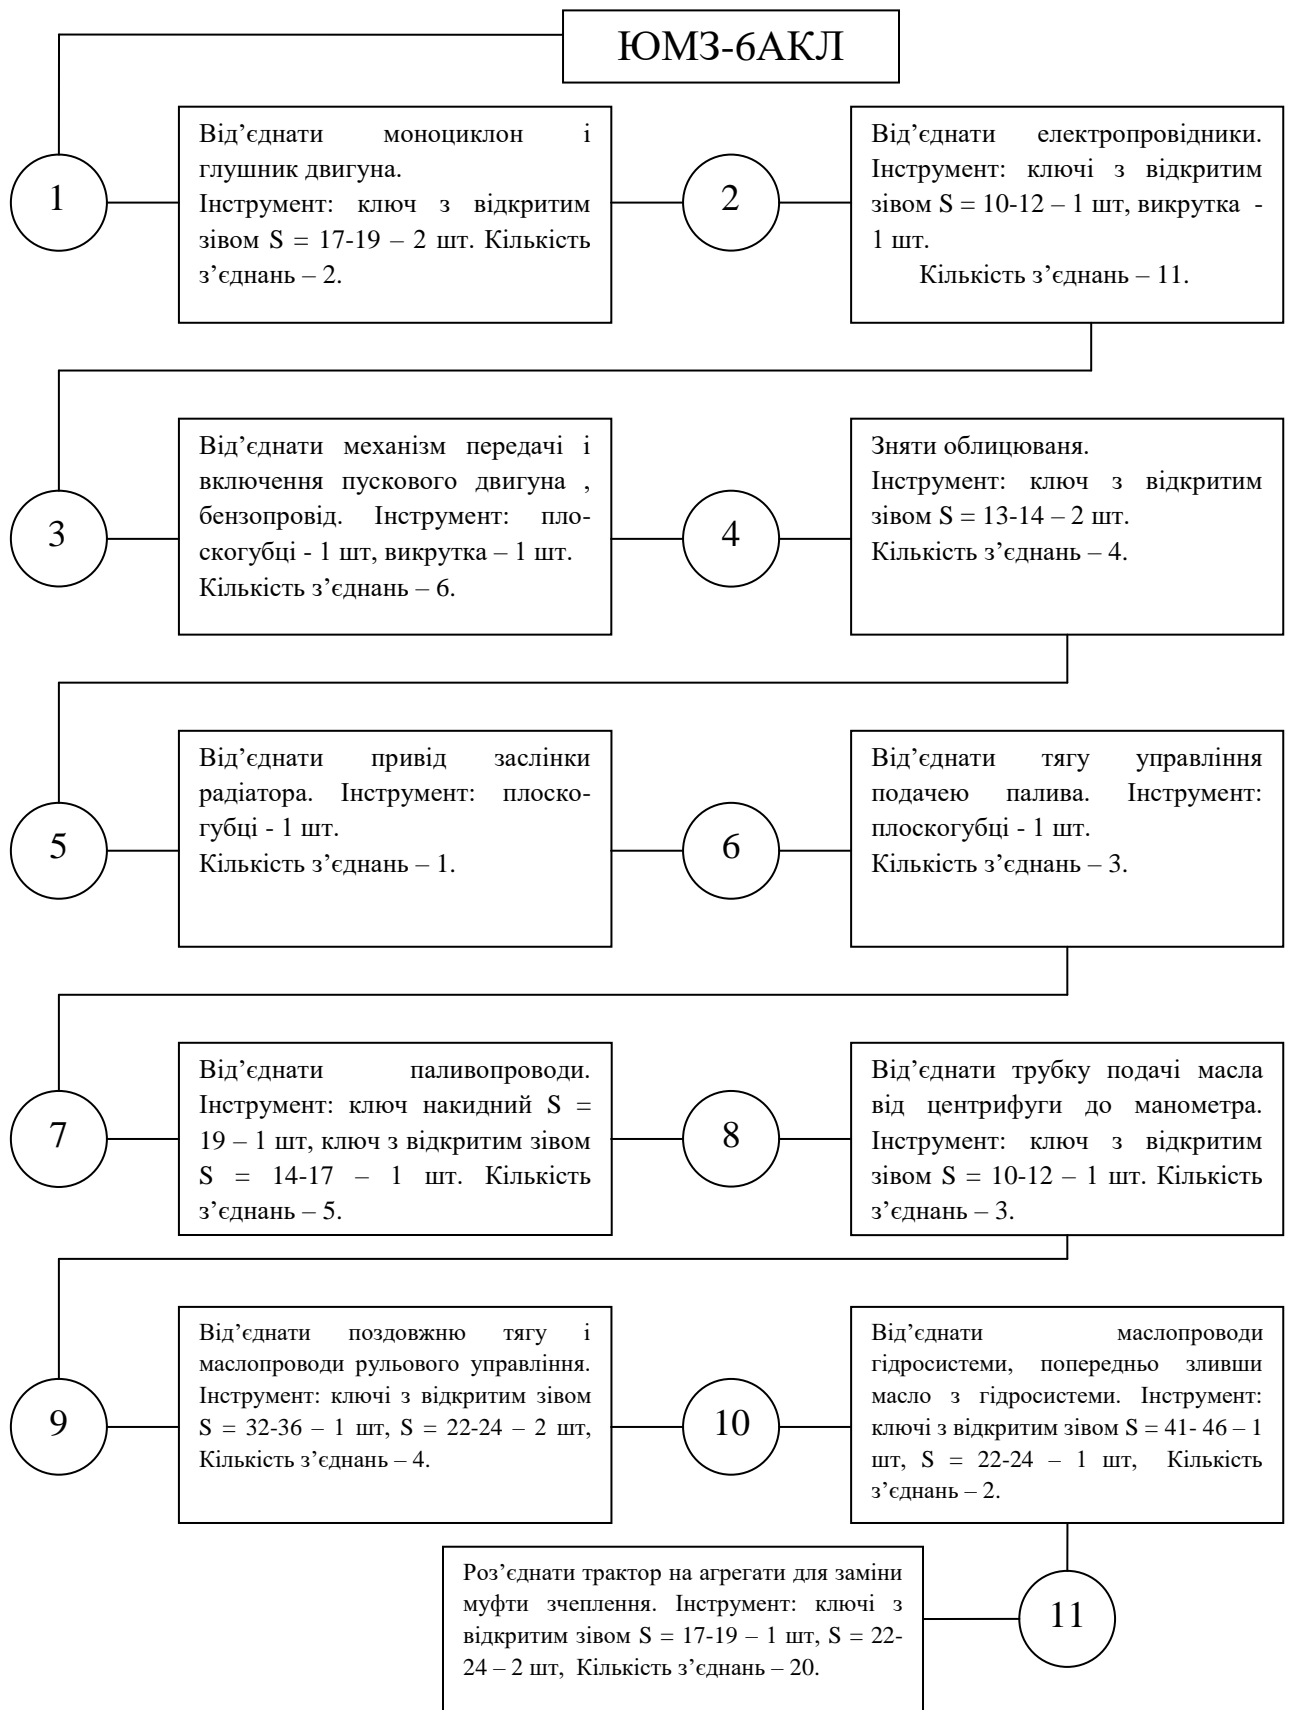 ЮМЗ-6АКЛ
1
Від’єднати моноциклон і
глушник двигуна.
Інструмент: ключ з відкритим
зівом S = 17-19 – 2 шт. Кількість
з’єднань – 2.
2
Від’єднати електропровідники.
Інструмент: ключі з відкритим
зівом S = 10-12 – 1 шт, викрутка -
1 шт.
Кількість з’єднань – 11.
3
Від’єднати механізм передачі і
включення пускового двигуна ,
бензопровід. Інструмент: пло-
скогубці - 1 шт, викрутка – 1 шт.
Кількість з’єднань – 6.
4
Зняти облицюваня.
Інструмент: ключ з відкритим
зівом S = 13-14 – 2 шт.
Кількість з’єднань – 4.
5
Від’єднати привід заслінки
радіатора. Інструмент: плоско-
губці - 1 шт.
Кількість з’єднань – 1.
6
Від’єднати тягу управління
подачею палива. Інструмент:
плоскогубці - 1 шт.
Кількість з’єднань – 3.
7
Від’єднати паливопроводи.
Інструмент: ключ накидний S =
19 – 1 шт, ключ з відкритим зівом
S = 14-17 – 1 шт. Кількість
з’єднань – 5.
8
Від’єднати трубку подачі масла
від центрифуги до манометра.
Інструмент: ключ з відкритим
зівом S = 10-12 – 1 шт. Кількість
з’єднань – 3.
9
Від’єднати поздовжню тягу і
маслопроводи рульового управління.
Інструмент: ключі з відкритим зівом
S = 32-36 – 1 шт, S = 22-24 – 2 шт,
Кількість з’єднань – 4.
10
Від’єднати маслопроводи
гідросистеми, попередньо зливши
масло з гідросистеми. Інструмент:
ключі з відкритим зівом S = 41- 46 – 1
шт, S = 22-24 – 1 шт, Кількість
з’єднань – 2.
11
Роз’єднати трактор на агрегати для заміни
муфти зчеплення. Інструмент: ключі з
відкритим зівом S = 17-19 – 1 шт, S = 22-
24 – 2 шт, Кількість з’єднань – 20.